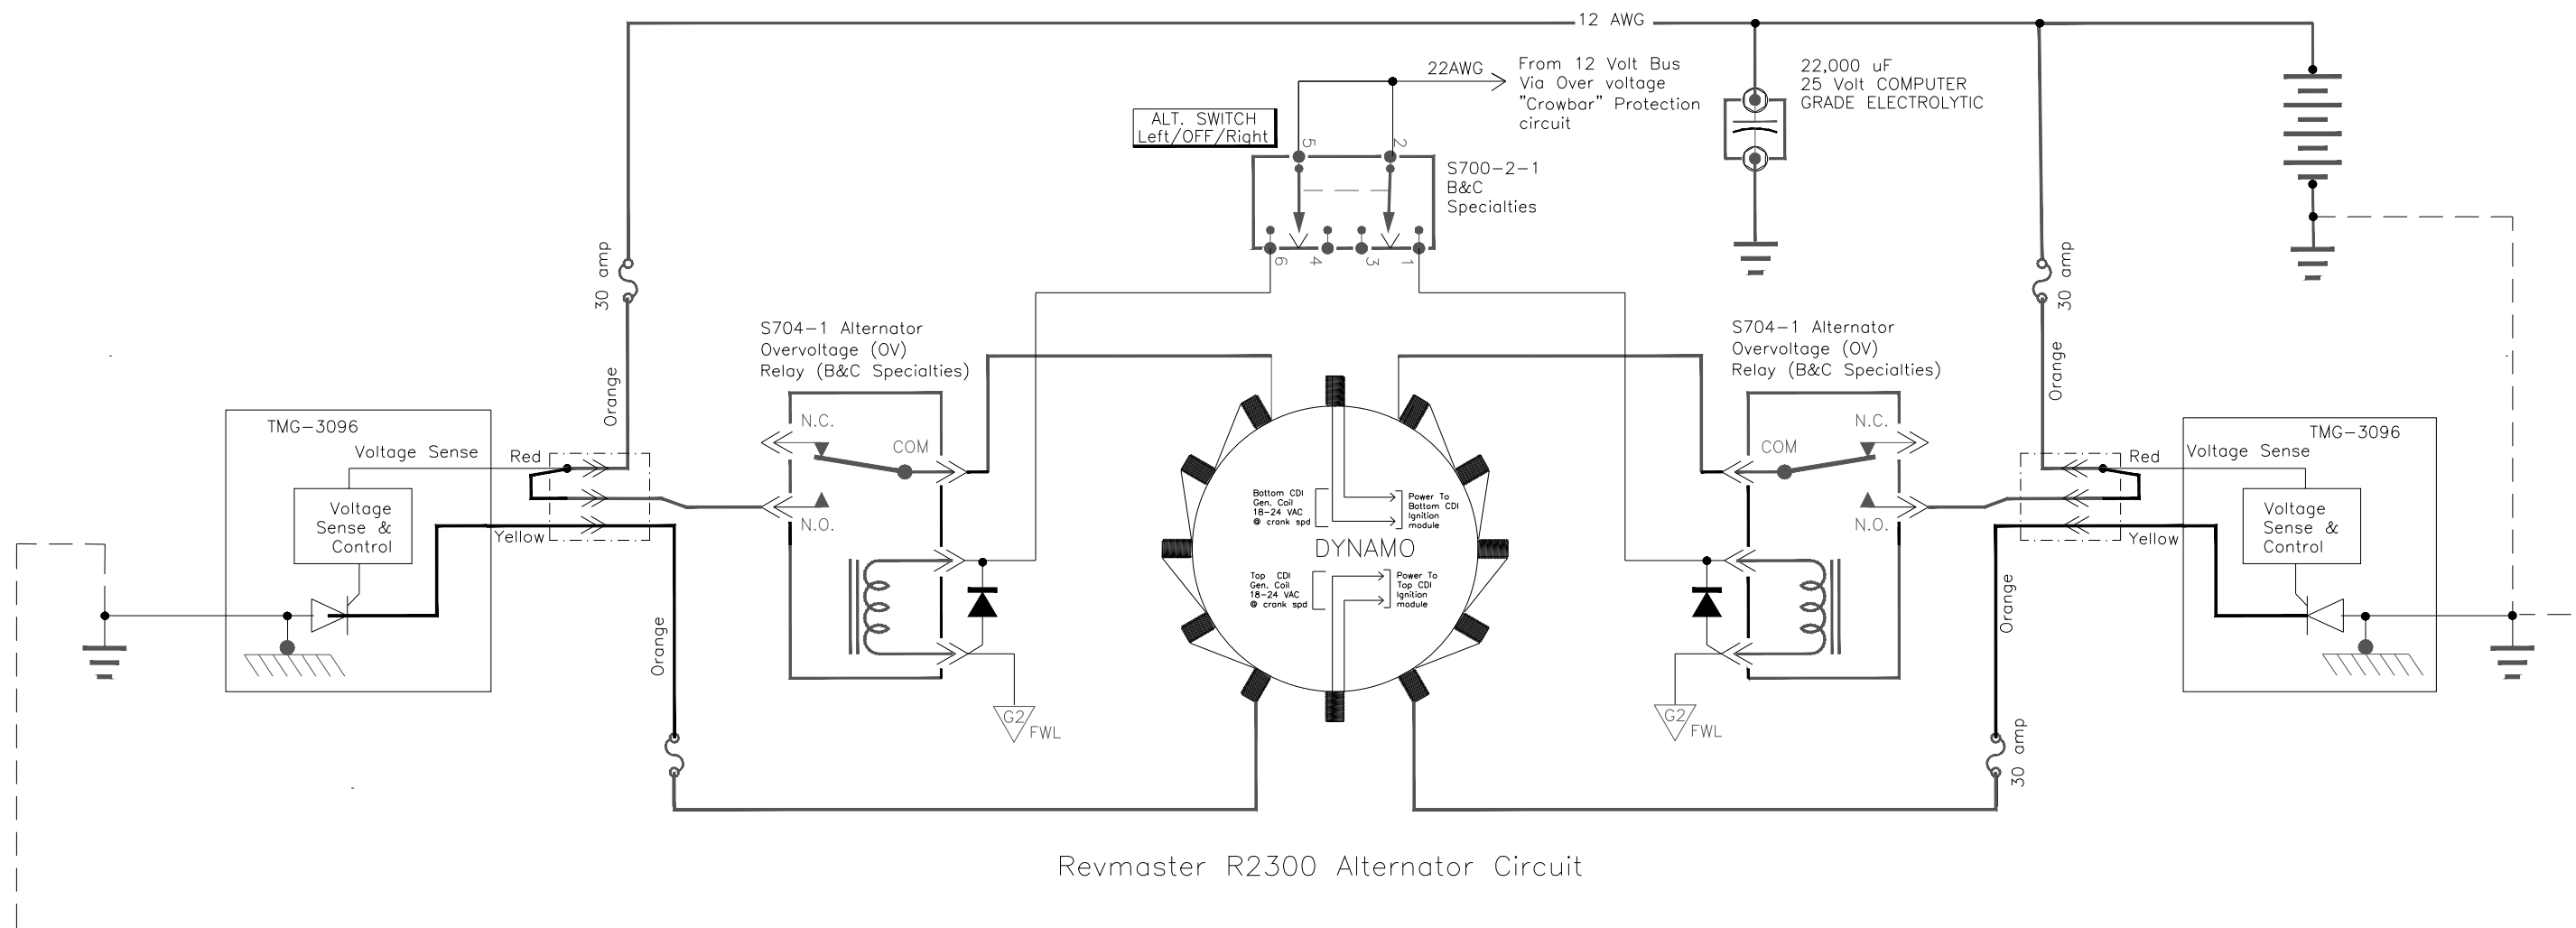 12 AWG
22AWG
From 12 Volt Bus
Via Over voltage
"Crowbar" Protection
circuit
22,000 uF
25 Volt COMPUTER
GRADE ELECTROLYTIC
ALT. SWITCH
Left/OFF/Right
5
2
S700-2-1
B&C
Specialties
6
4
3
1
30 amp
30 amp
Orange
Orange
S704-1 Alternator
Overvoltage (OV)
Relay (B&C Specialties)
S704-1 Alternator
Overvoltage (OV)
Relay (B&C Specialties)
TMG-3096
Voltage Sense
Red
Voltage
Sense &
Control
Yellow
N.C.
COM
N.O.
Bottom CDI
Gen. Coil
18-24 VAC
@ crank spd
Power To
Bottom CDI
Ignition
module
DYNAMO
Top CDI
Gen. Coil
18-24 VAC
@ crank spd
Power To
Top CDI
Ignition
module
COM
N.C.
N.O.
TMG-3096
Red
Voltage Sense
Voltage
Sense &
Control
Yellow
Orange
Orange
G2
FWL
G2
FWL
30 amp
Revmaster R2300 Alternator Circuit